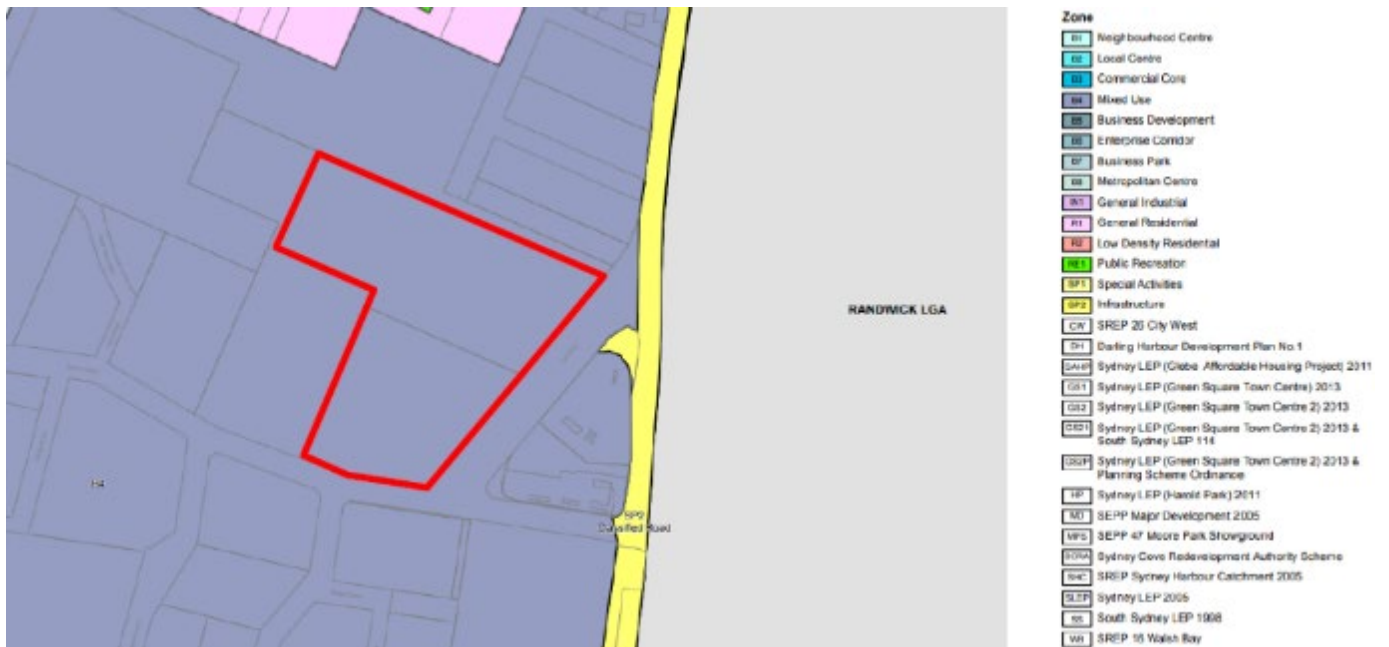 RANDWICK LGA
B4
SP2
Classified Road
Zone
B1 Neighbourhood Centre
B2 Local Centre
B3 Commercial Core
B4 Mixed Use
B5 Business Development
B6 Enterprise Corridor
B7 Business Park
B8 Metropolitan Centre
IN1 General Industrial
R1 General Residential
R2 Low Density Residential
RE1 Public Recreation
SP1 Special Activities
SP2 Infrastructure
CW SREP 26 City West
DH Darling Harbour Development Plan No.1
GAHP Sydney LEP (Glebe Affordable Housing Project) 2011
GS1 Sydney LEP (Green Square Town Centre) 2013
GS2 Sydney LEP (Green Square Town Centre 2) 2013
GS21 Sydney LEP (Green Square Town Centre 2) 2013 &
South Sydney LEP 114
GS2P Sydney LEP (Green Square Town Centre 2) 2013 &
Planning Scheme Ordinance
HP Sydney LEP (Harold Park) 2011
MD SEPP Major Development 2005
MPS SEPP 47 Moore Park Showground
SCRA Sydney Cove Redevelopment Authority Scheme
SHC SREP Sydney Harbour Catchment 2005
SLEP Sydney LEP 2005
SS South Sydney LEP 1998
WB SREP 16 Walsh Bay